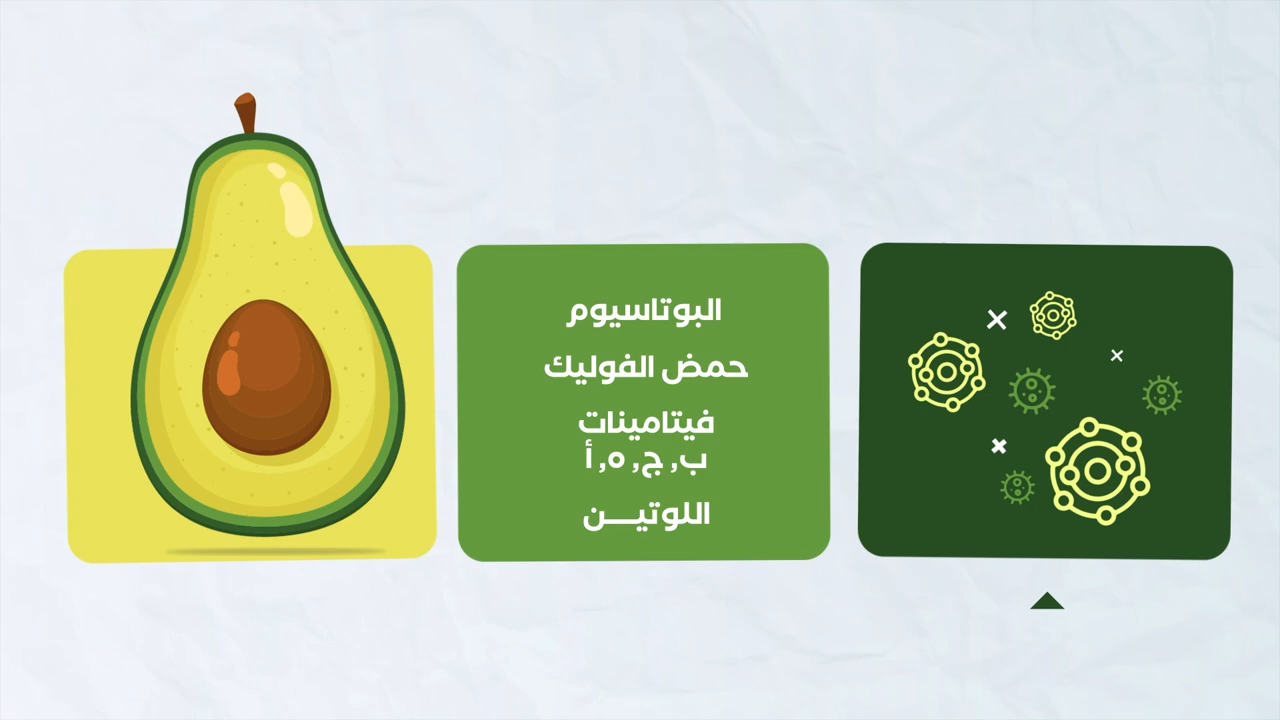 البوتاسيوم
حمض الفوليك
فيتامينات
ب, ج, ه, أ
اللوتيـــن